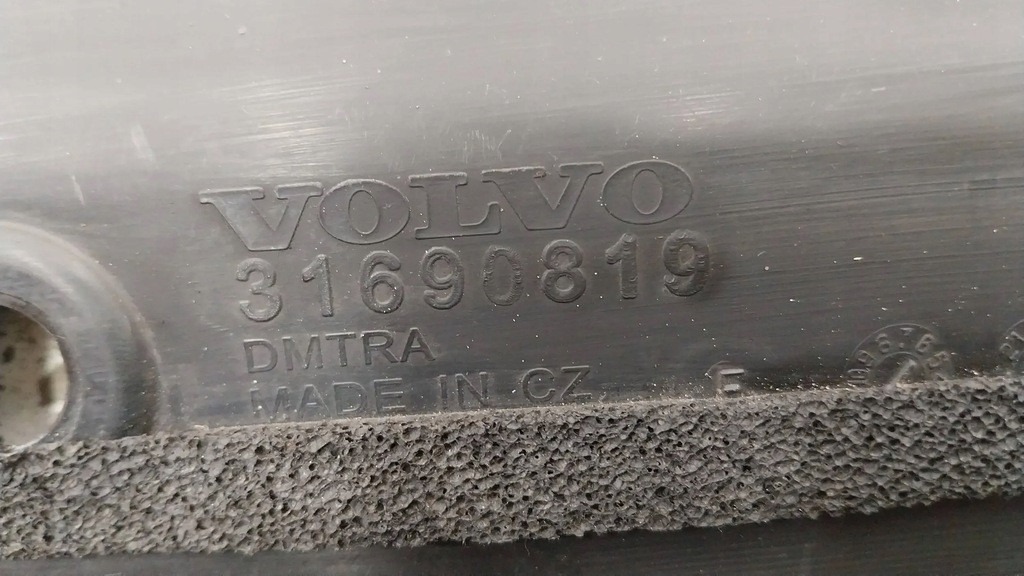 VOLVO
31690819
DMTRA
MADE IN CZ
E